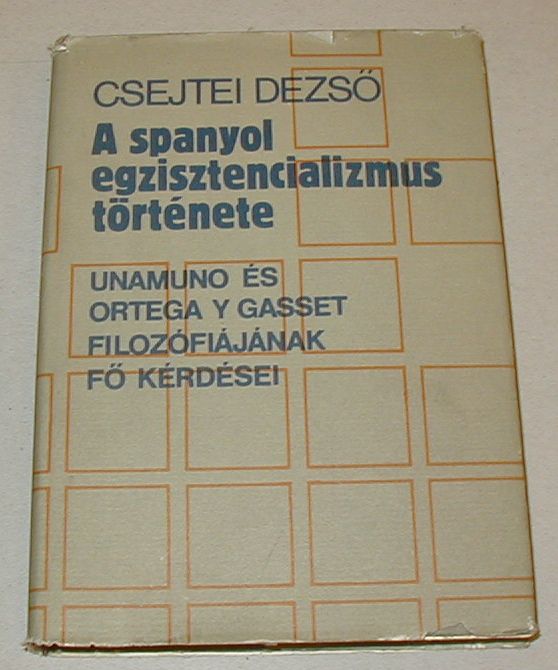 CSEJTEI DEZSŐ
A spanyol
egzisztencializmus
története
UNAMUNO ÉS
ORTEGA Y GASSET
FILOZÓFIÁJÁNAK
FŐ KÉRDÉSEI